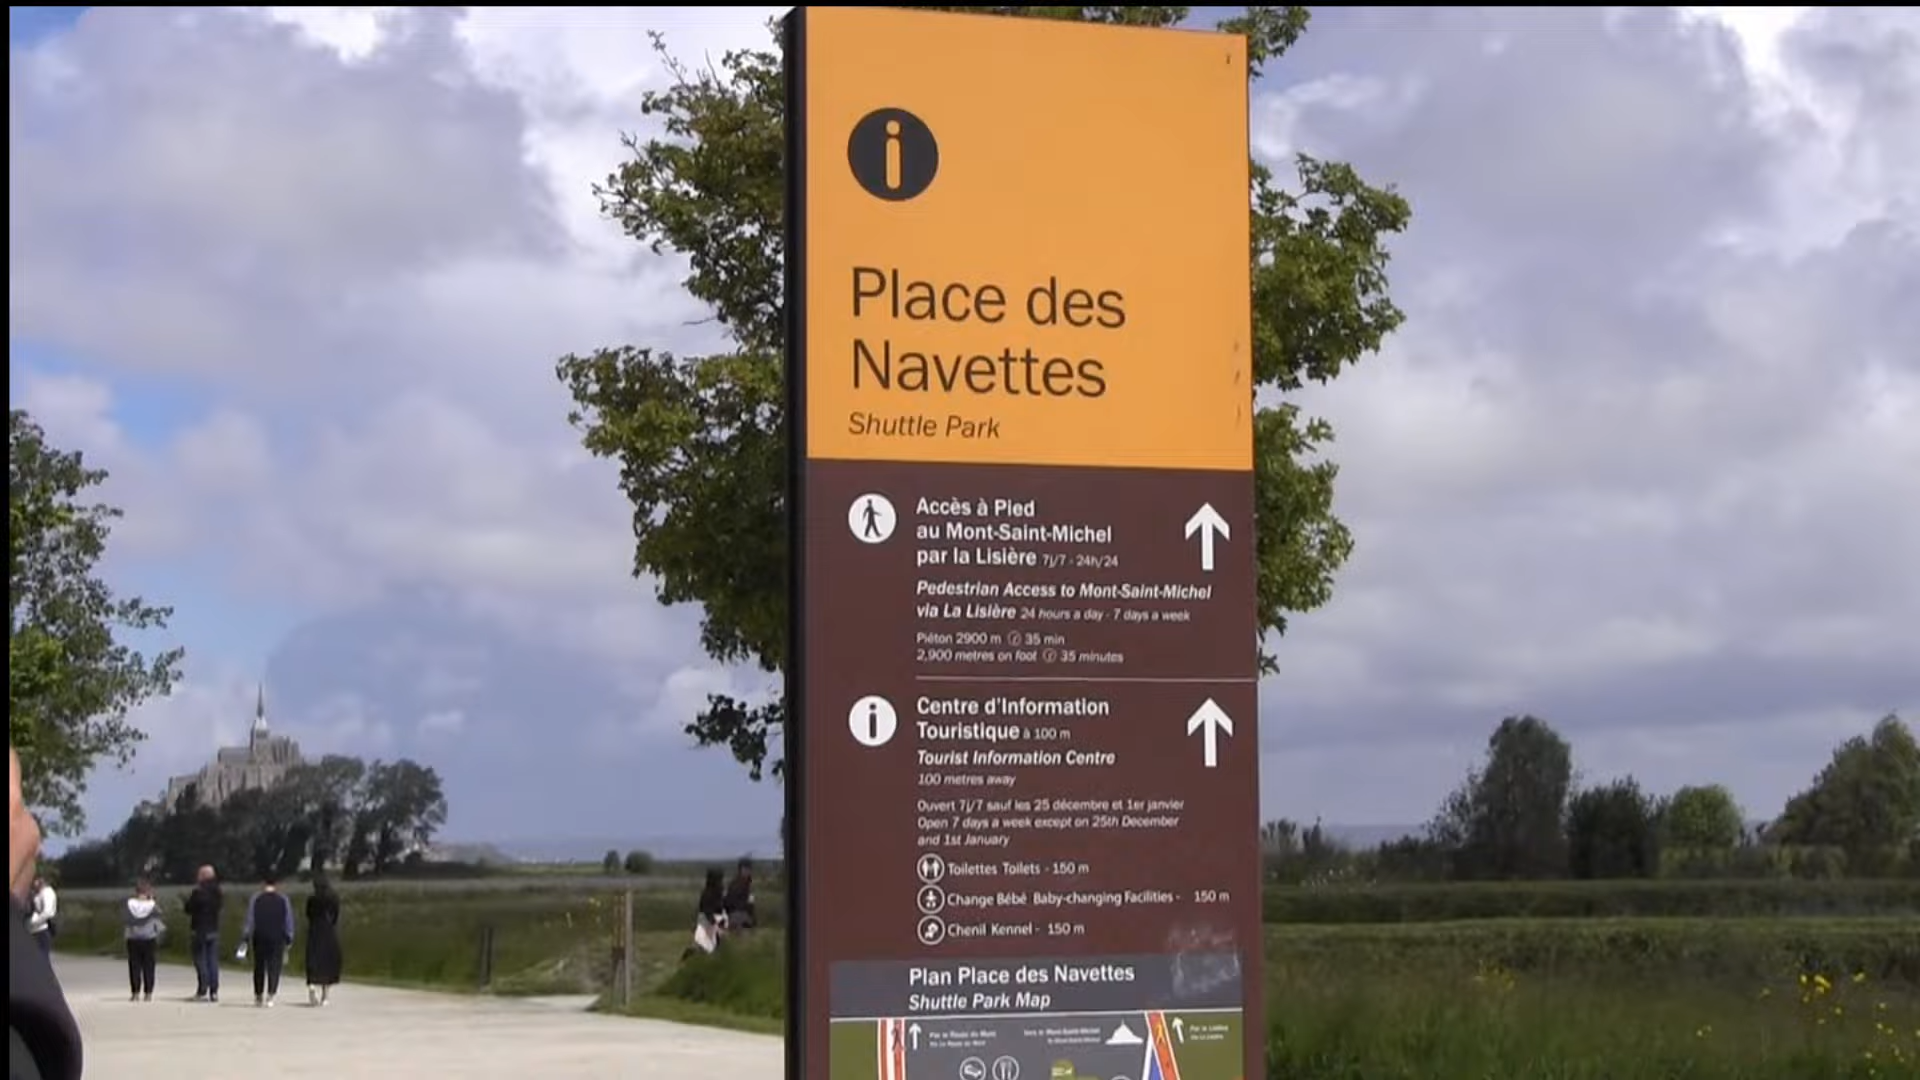 Place des
Navettes
Shuttle Park
Accès à Pied
au Mont-Saint-Michel
par la Lisière 7j/7 - 24h/24
Pedestrian Access to Mont-Saint-Michel
via La Lisière 24 hours a day - 7 days a week
Piéton 2900 m 35 min
2,900 metres on foot 35 minutes
Centre d'Information
Touristique à 100 m
Tourist Information Centre
100 metres away
Ouvert 7j/7 sauf les 25 décembre et 1er janvier
Open 7 days a week except on 25th December
and 1st January
Toilettes Toilets - 150 m
Change Bébé Baby-changing Facilities - 150 m
Chenil Kennel - 150 m
Plan Place des Navettes
Shuttle Park Map